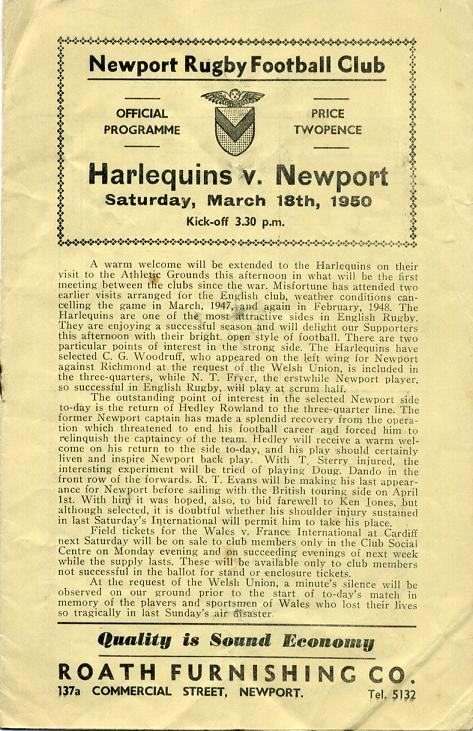 Newport Rugby Football Club
OFFICIAL
PROGRAMME
PRICE
TWOPENCE
Harlequins v. Newport
Saturday, March 18th, 1950
Kick-off 3.30 p.m.
A warm welcome will be extended to the Harlequins on their
visit to the Athletic Grounds this afternoon in what will be the first
meeting between the clubs since the war. Misfortune has attended two
earlier visits arranged for the English club, weather conditions can-
celling the game in March, 1947, and again in February, 1948. The
Harlequins are one of the most attractive sides in English Rugby.
They are enjoying a successful season and will delight our Supporters
this afternoon with their bright, open style of football. There are two
particular points of interest in the strong side. The Harlequins have
selected C. G. Woodruff, who appeared on the left wing for Newport
against Richmond at the request of the Welsh Union, is included in
the three-quarters, while N. T. Fryer, the erstwhile Newport player,
so successful in English Rugby, will play at scrum half.
The outstanding point of interest in the selected Newport side
to-day is the return of Hedley Rowland to the three-quarter line. The
former Newport captain has made a splendid recovery from the opera-
tion which threatened to end his football career and forced him to
relinquish the captaincy of the team. Hedley will receive a warm wel-
come on his return to the side to-day, and his play should certainly
liven and inspire Newport back play. With T. Sterry injured, the
interesting experiment will be tried of playing Doug. Dando in the
front row of the forwards. R. T. Evans will be making his last appear-
ance for Newport before sailing with the British touring side on April
1st. With him it was hoped, also, to bid farewell to Ken Jones, but
although selected, it is doubtful whether his shoulder injury sustained
in last Saturday's International will permit him to take his place.
Field tickets for the Wales v. France International at Cardiff
next Saturday will be on sale to club members only in the Club Social
Centre on Monday evening and on succeeding evenings of next week
while the supply lasts. These will be available only to club members
not successful in the ballot for stand or enclosure tickets.
At the request of the Welsh Union, a minute's silence will be
observed on our ground prior to the start of to-day's match in
memory of the players and sportsmen of Wales who lost their lives
so tragically in last Sunday's air disaster.
Quality is Sound Economy
ROATH FURNISHING CO.
137a COMMERCIAL STREET, NEWPORT. Tel. 5132